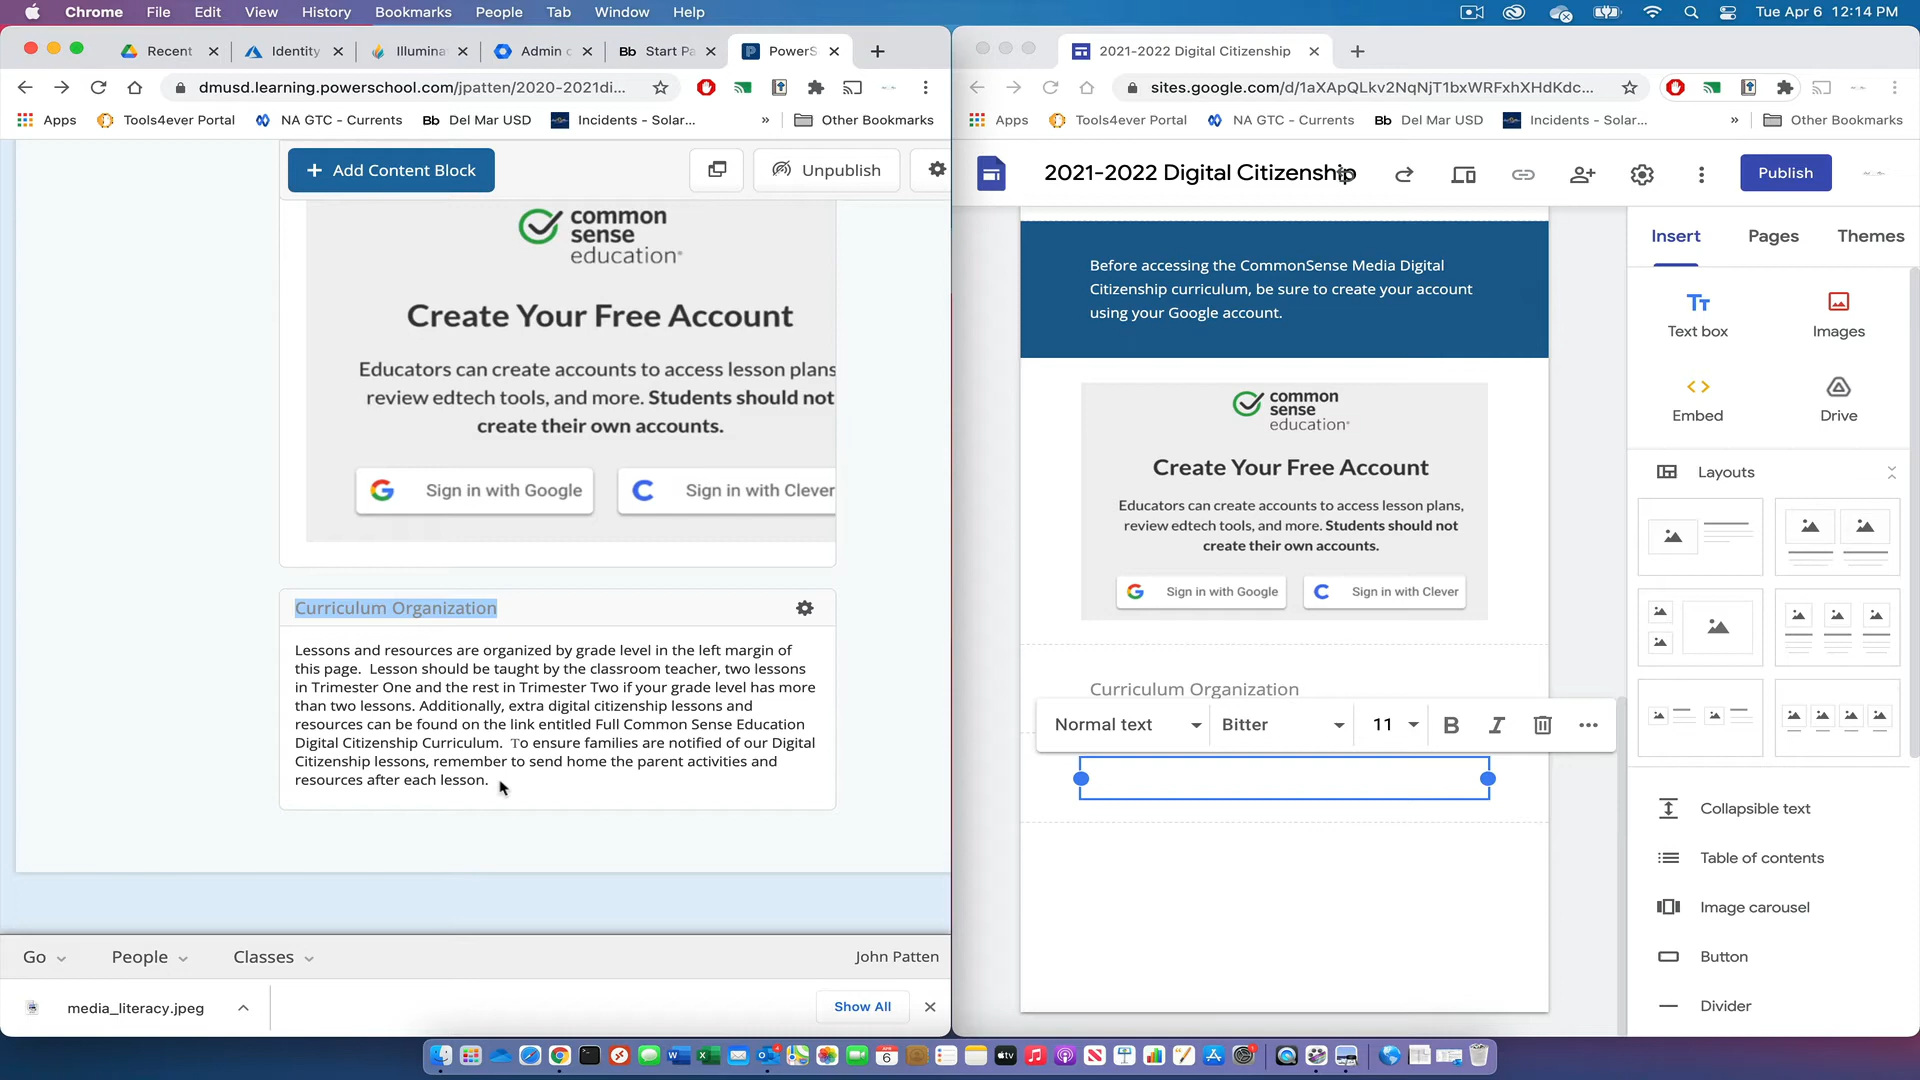 Chrome File Edit View History Bookmarks People Tab Window Help
Tue Apr 6 12:14 PM
Recent
Identity
Illumina
Admin
Bb Start Pa
PowerS
dmusd.learning.powerschool.com/jpatten/2020-2021di...
Apps
Tools4ever Portal
NA GTC - Currents
Bb Del Mar USD
Incidents - Solar...
»
Other Bookmarks
+ Add Content Block
Unpublish
common
sense
education®
Create Your Free Account
Educators can create accounts to access lesson plans
review edtech tools, and more. Students should not
create their own accounts.
Sign in with Google
Sign in with Clever
Curriculum Organization
Lessons and resources are organized by grade level in the left margin of
this page. Lesson should be taught by the classroom teacher, two lessons
in Trimester One and the rest in Trimester Two if your grade level has more
than two lessons. Additionally, extra digital citizenship lessons and
resources can be found on the link entitled Full Common Sense Education
Digital Citizenship Curriculum. To ensure families are notified of our Digital
Citizenship lessons, remember to send home the parent activities and
resources after each lesson.
Go
People
Classes
John Patten
media_literacy.jpeg
Show All
2021-2022 Digital Citizenship
sites.google.com/d/1aXApQLkv2NqNjT1bxWRFxhXHdKdc...
Apps
Tools4ever Portal
NA GTC - Currents
Bb Del Mar USD
Incidents - Solar...
»
Other Bookmarks
2021-2022 Digital Citizenship
Publish
Before accessing the CommonSense Media Digital
Citizenship curriculum, be sure to create your account
using your Google account.
common
sense
education®
Create Your Free Account
Educators can create accounts to access lesson plans,
review edtech tools, and more. Students should not
create their own accounts.
Sign in with Google
Sign in with Clever
Curriculum Organization
Normal text
Bitter
11
B
I
Insert
Pages
Themes
Text box
Images
Embed
Drive
Layouts
Collapsible text
Table of contents
Image carousel
Button
Divider